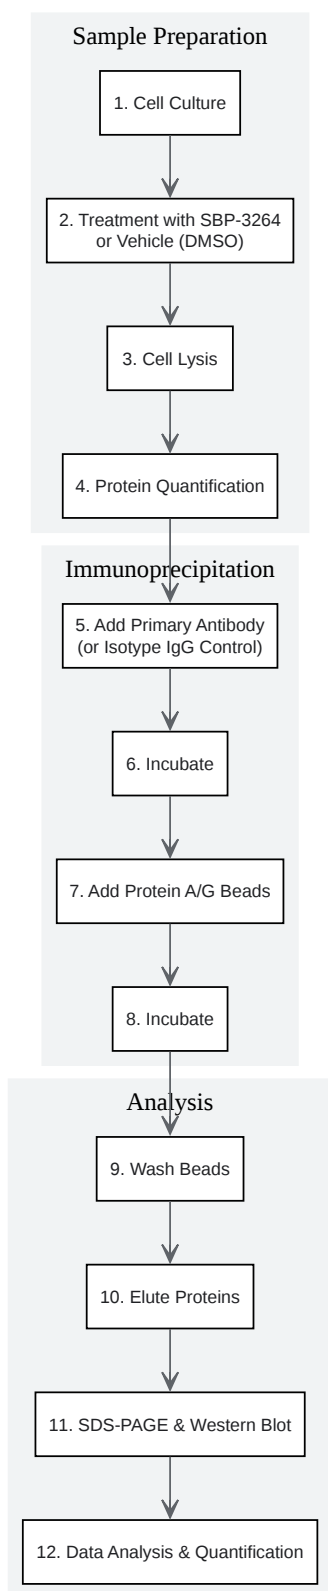 Sample Preparation
1. Cell Culture
2. Treatment with SBP-3264
or Vehicle (DMSO)
3. Cell Lysis
4. Protein Quantification
Immunoprecipitation
5. Add Primary Antibody
(or Isotype IgG Control)
6. Incubate
7. Add Protein A/G Beads
8. Incubate
Analysis
9. Wash Beads
10. Elute Proteins
11. SDS-PAGE & Western Blot
12. Data Analysis & Quantification